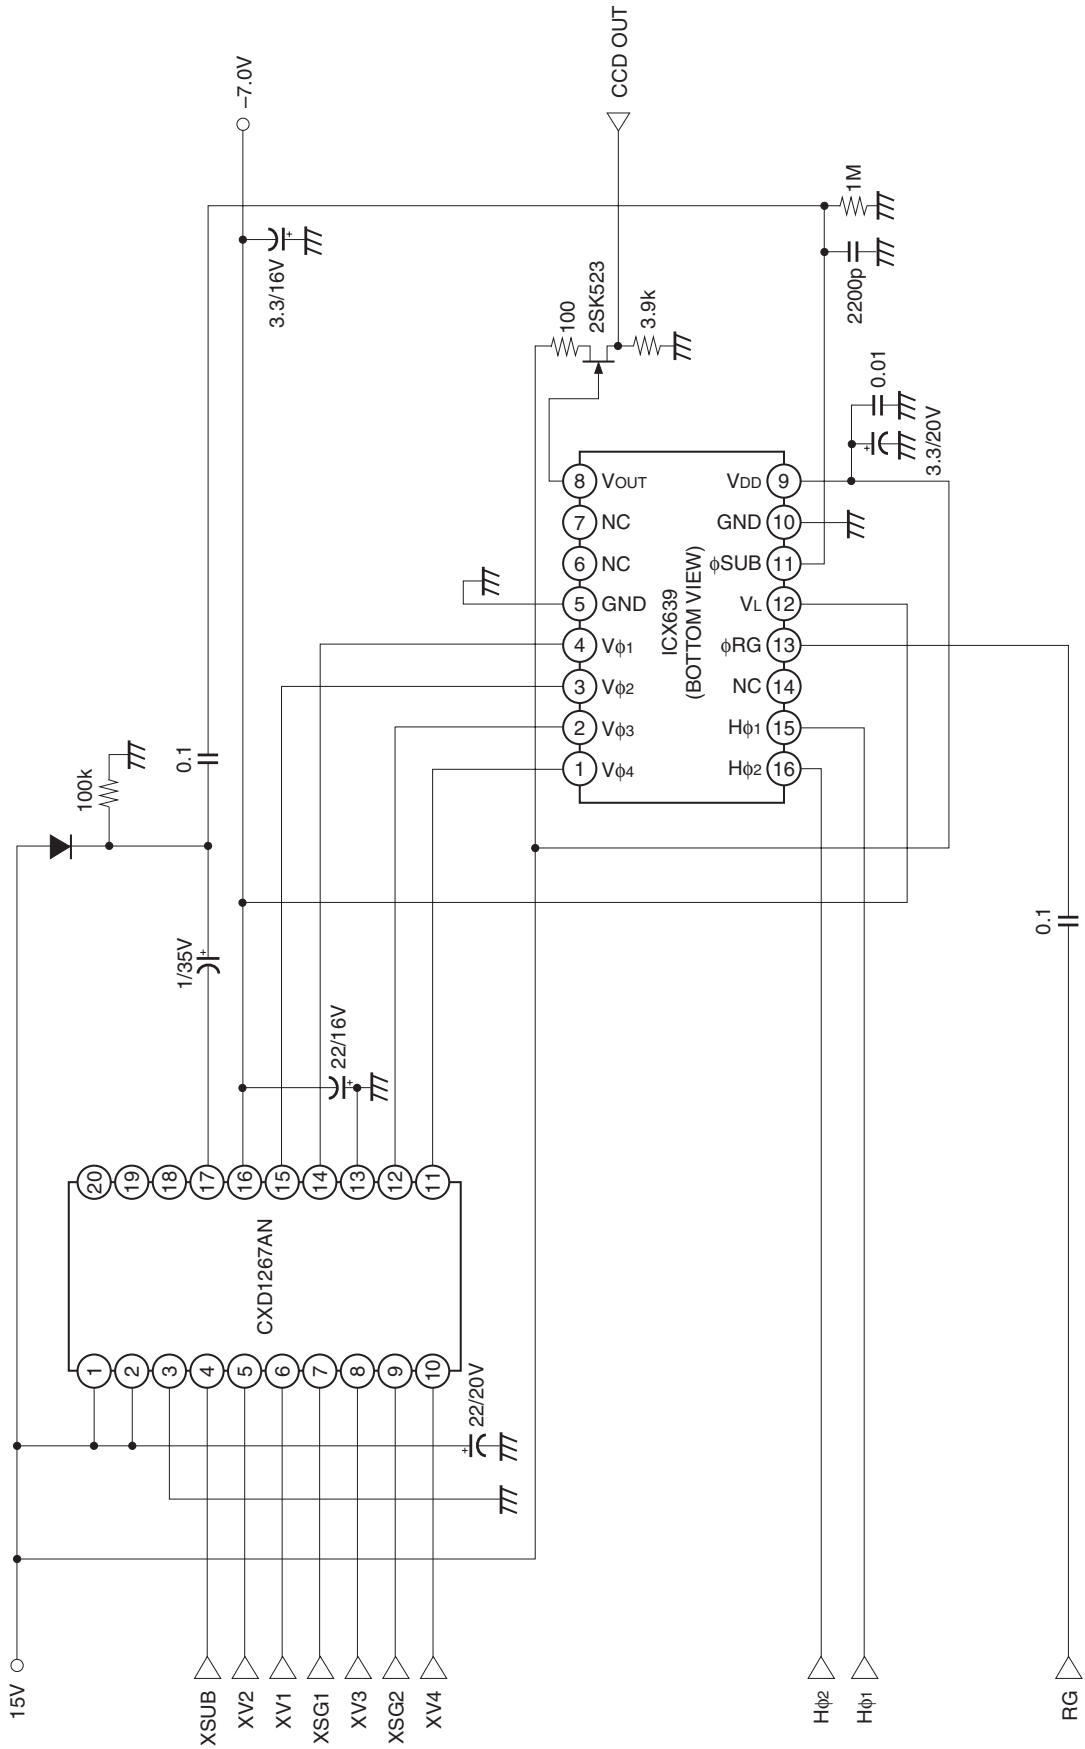 15V
XSUB
XV2
XV1
XSG1
XV3
XSG2
XV4
Hϕ2
Hϕ1
RG
1
2
3
4
5
6
7
8
9
10
22/20V
CXD1267AN
20
19
18
17
16
15
14
13
12
11
22/16V
1/35V
100k
0.1
3.3/16V
–7.0V
0.1
1 Vϕ4
2 Vϕ3
3 Vϕ2
4 Vϕ1
5 GND
6 NC
7 NC
8 VOUT
ICX639
(BOTTOM VIEW)
Hϕ2 16
Hϕ1 15
NC 14
ϕRG 13
VL 12
ϕSUB 11
GND 10
VDD 9
100
2SK523
3.9k
CCD OUT
3.3/20V
0.01
2200p
1M